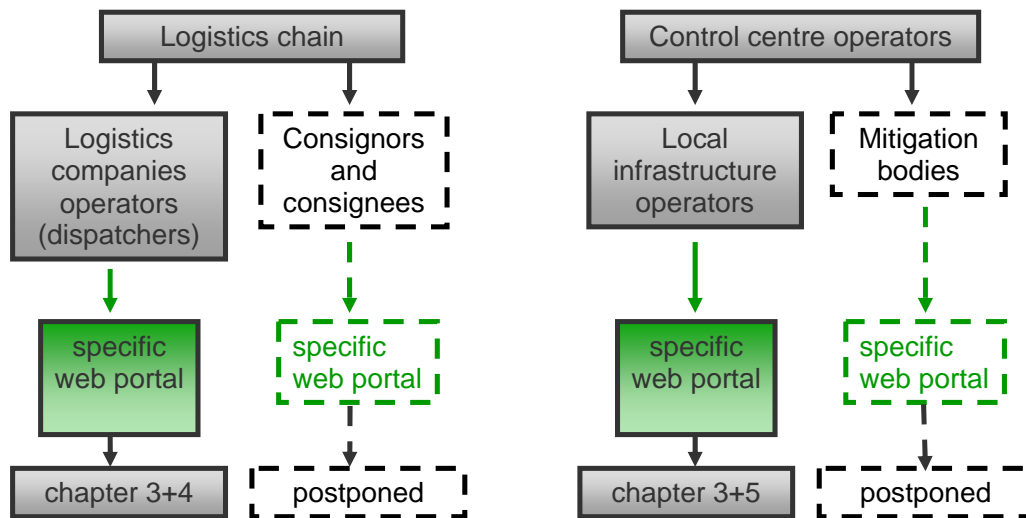 Logistics chain
Control centre operators
Logistics
companies
operators
(dispatchers)
Consignors
and
consignees
Local
infrastructure
operators
Mitigation
bodies
specific
web portal
specific
web portal
specific
web portal
specific
web portal
chapter 3+4
postponed
chapter 3+5
postponed